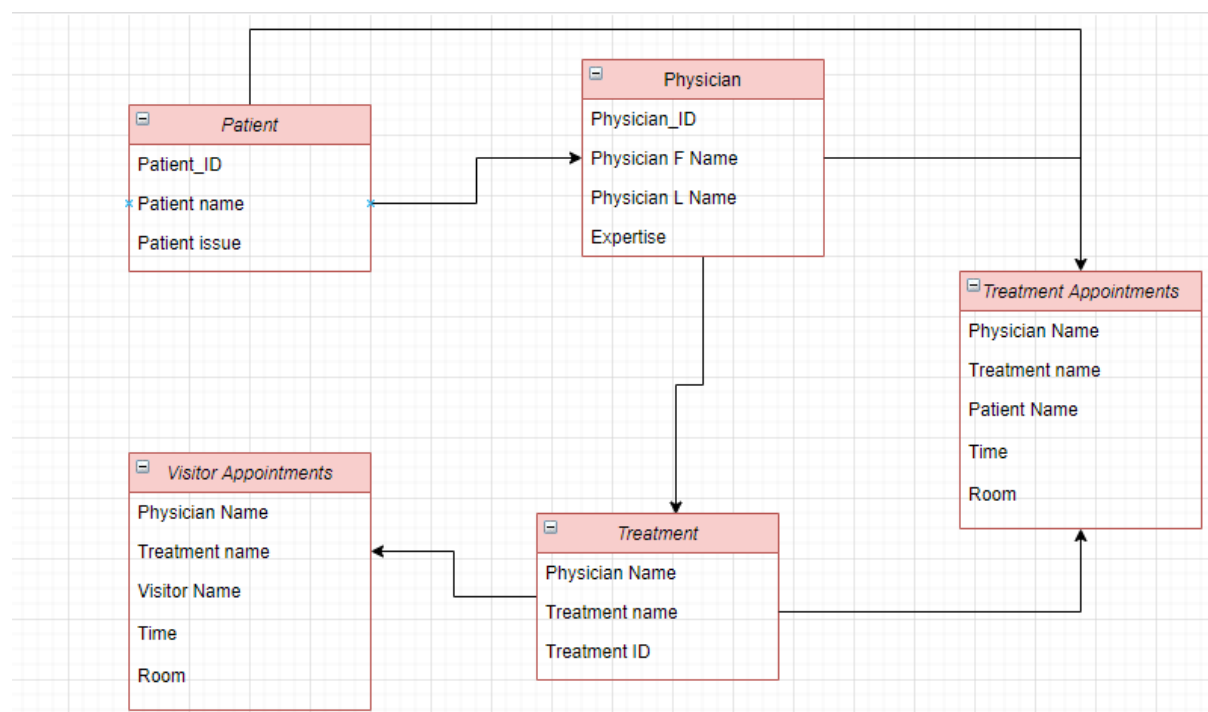 Patient
Patient_ID
Patient name
Patient issue
Physician
Physician_ID
Physician F Name
Physician L Name
Expertise
Treatment Appointments
Physician Name
Treatment name
Patient Name
Time
Room
Visitor Appointments
Physician Name
Treatment name
Visitor Name
Time
Room
Treatment
Physician Name
Treatment name
Treatment ID